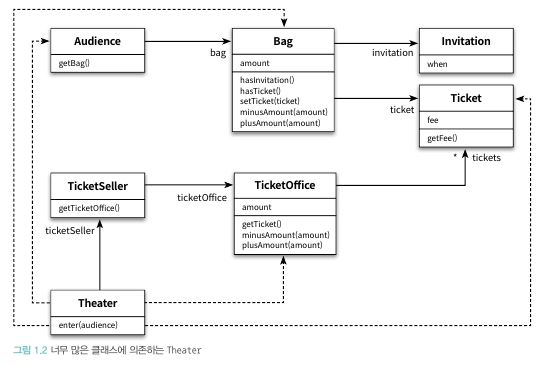 Audience
getBag()
bag
Bag
amount
hasInvitation()
hasTicket()
setTicket(ticket)
minusAmount(amount)
plusAmount(amount)
invitation
Invitation
when
ticket
Ticket
fee
getFee()
* tickets
TicketSeller
getTicketOffice()
ticketOffice
TicketOffice
amount
getTicket()
minusAmount(amount)
plusAmount(amount)
ticketSeller
Theater
enter(audience)
그림 1.2 너무 많은 클래스에 의존하는 Theater